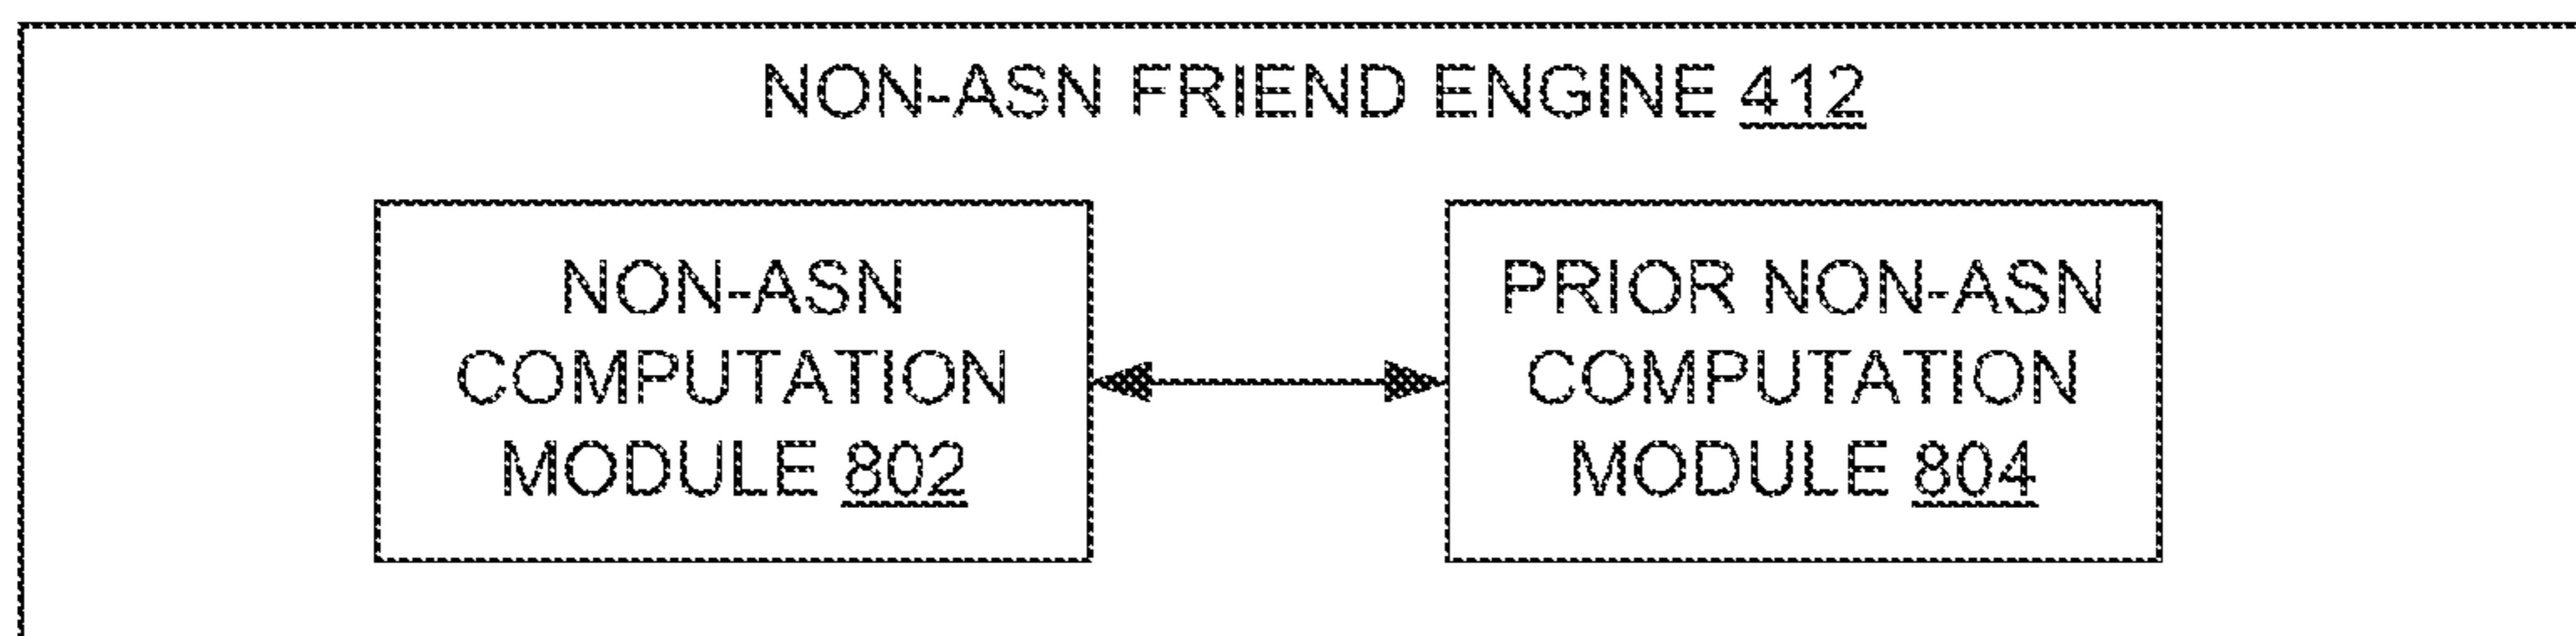 NON-ASN FRIEND ENGINE 412
NON-ASN
COMPUTATION
MODULE 802
PRIOR NON-ASN
COMPUTATION
MODULE 804